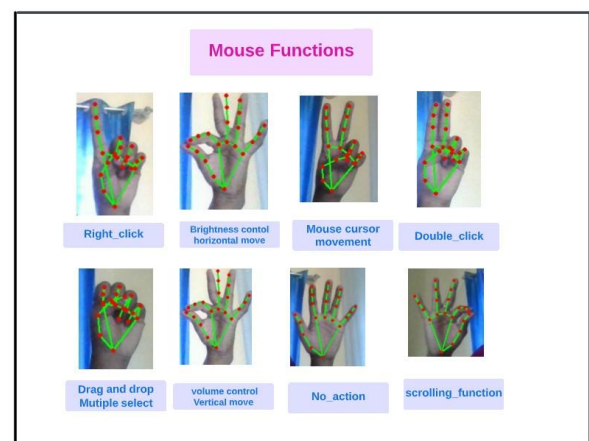 Mouse Functions
Right_click
Brightness contol
horizontal move
Mouse cursor
movement
Double_click
Drag and drop
Mutiple select
volume control
Vertical move
No_action
scrolling_function